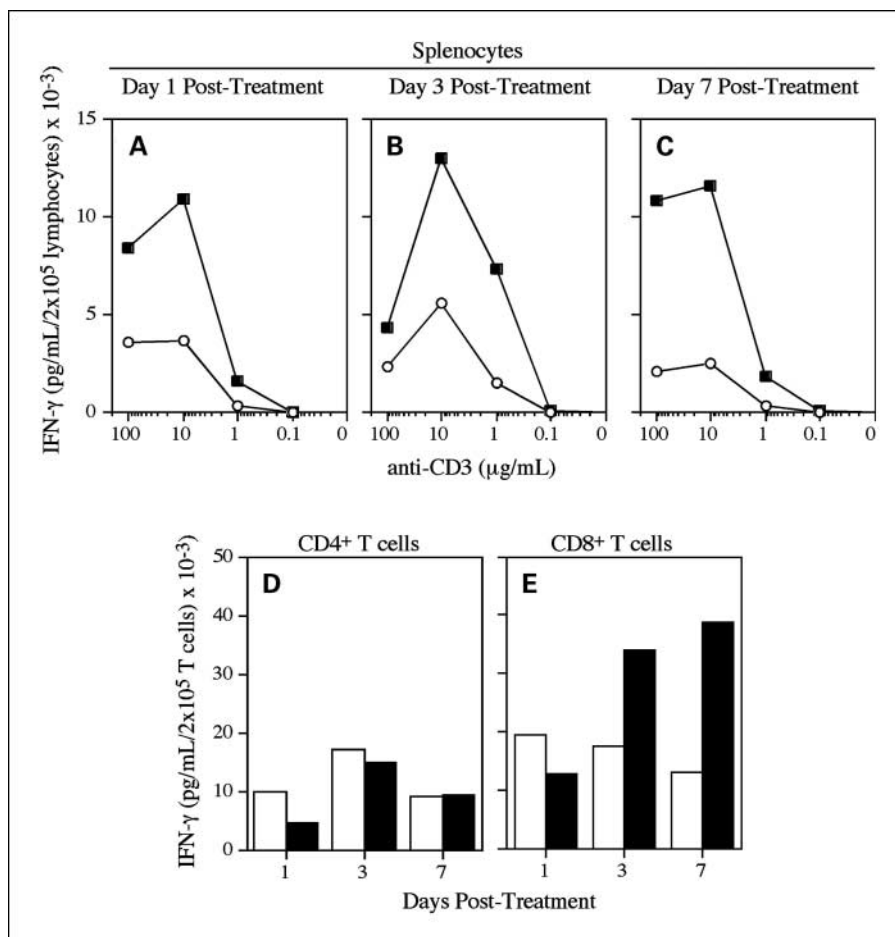 Splenocytes
Day 1 Post-Treatment Day 3 Post-Treatment Day 7 Post-Treatment
IFN-γ (pg/mL/2x10⁵ lymphocytes) x 10⁻³
15
10
5
0
A B C
100 10 1 0.1 0 100 10 1 0.1 0 100 10 1 0.1 0
anti-CD3 (μg/mL)
CD4+ T cells CD8+ T cells
IFN-γ (pg/mL/2x10⁵ T cells) x 10⁻³
50
40
30
20
10
0
D E
1 3 7 1 3 7
Days Post-Treatment